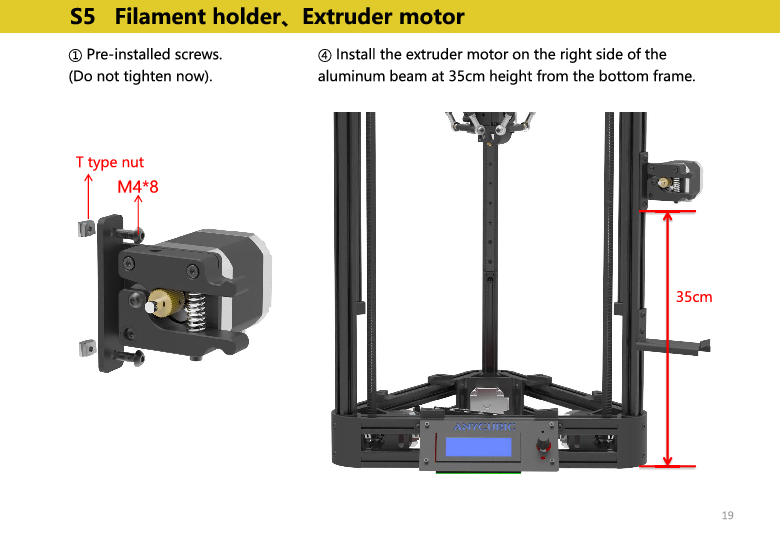 S5 Filament holder、Extruder motor
① Pre-installed screws.
(Do not tighten now).
④ Install the extruder motor on the right side of the
aluminum beam at 35cm height from the bottom frame.
T type nut
M4*8
35cm
ANYCUBIC
19